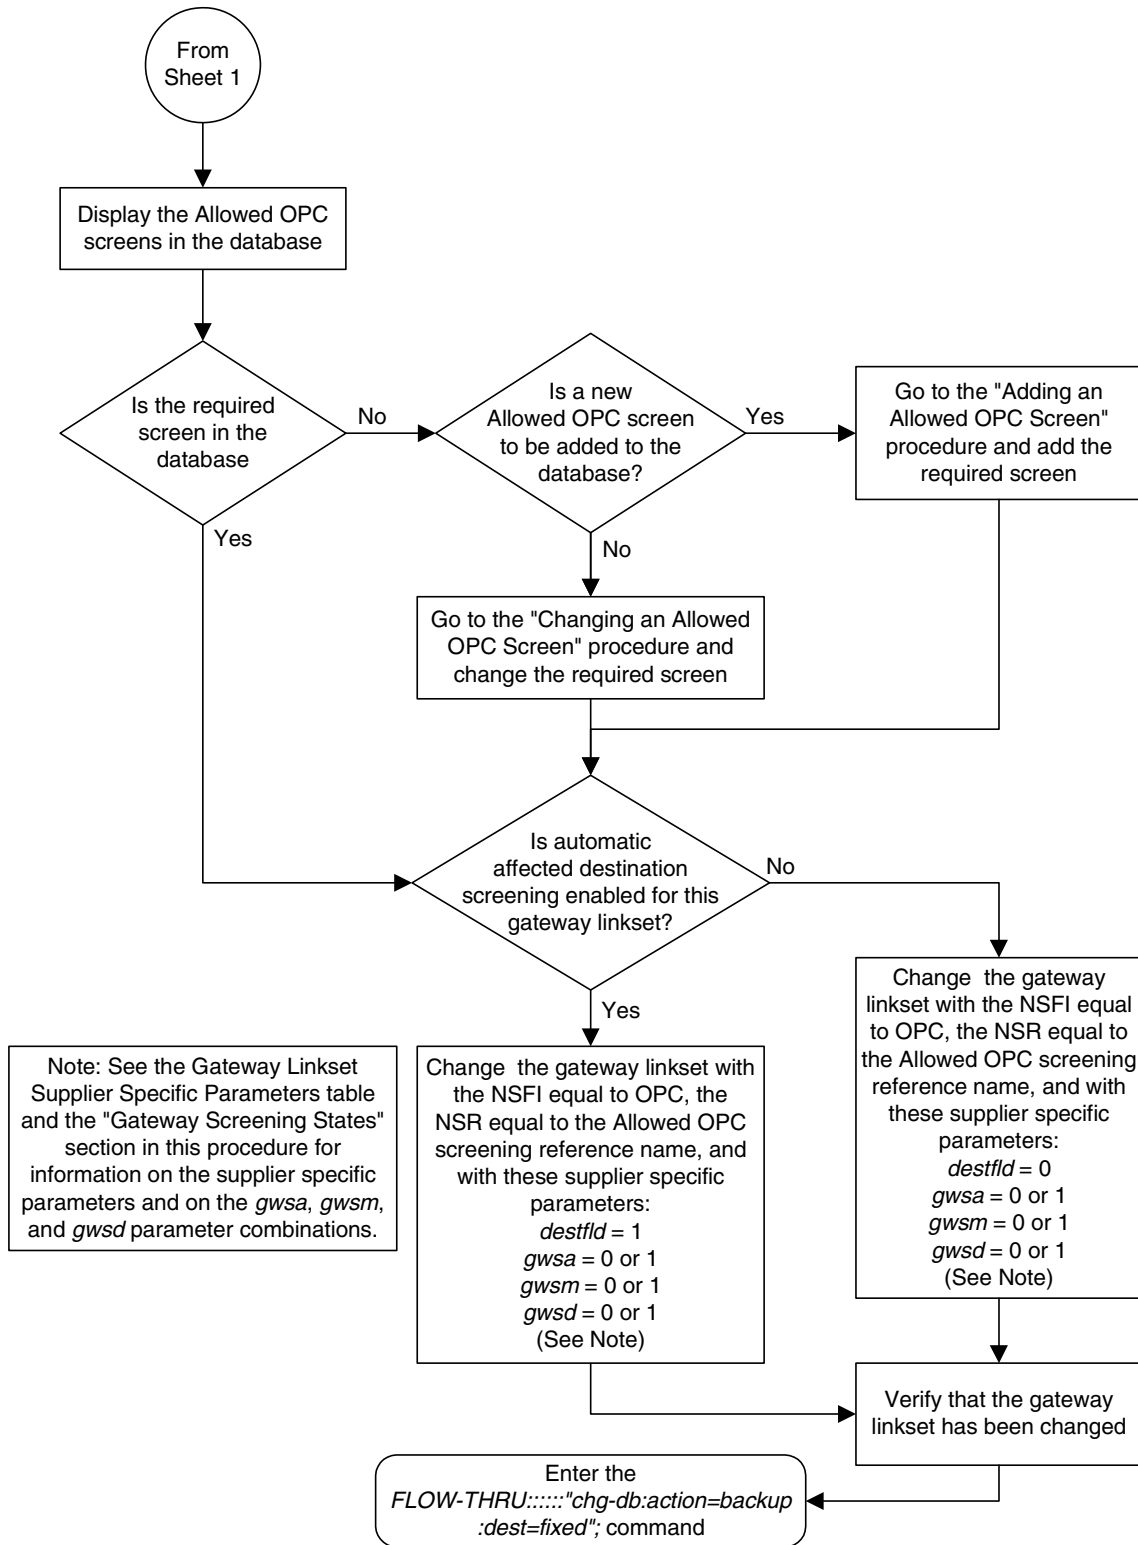 From
Sheet 1
Display the Allowed OPC
screens in the database
Is the required
screen in the
database
No
Yes
Is a new
Allowed OPC screen
to be added to the
database?
Yes
No
Go to the "Adding an
Allowed OPC Screen"
procedure and add the
required screen
Go to the "Changing an Allowed
OPC Screen" procedure and
change the required screen
Is automatic
affected destination
screening enabled for this
gateway linkset?
No
Yes
Change the gateway
linkset with the NSFI equal
to OPC, the NSR equal to
the Allowed OPC screening
reference name, and with
these supplier specific
parameters:
destfld = 0
gwsa = 0 or 1
gwsm = 0 or 1
gwsd = 0 or 1
(See Note)
Note: See the Gateway Linkset
Supplier Specific Parameters table
and the "Gateway Screening States"
section in this procedure for
information on the supplier specific
parameters and on the gwsa, gwsm,
and gwsd parameter combinations.
Change the gateway linkset with
the NSFI equal to OPC, the
NSR equal to the Allowed OPC
screening reference name, and
with these supplier specific
parameters:
destfld = 1
gwsa = 0 or 1
gwsm = 0 or 1
gwsd = 0 or 1
(See Note)
Verify that the gateway
linkset has been changed
Enter the
FLOW-THRU::::::"chg-db:action=backup
:dest=fixed"; command